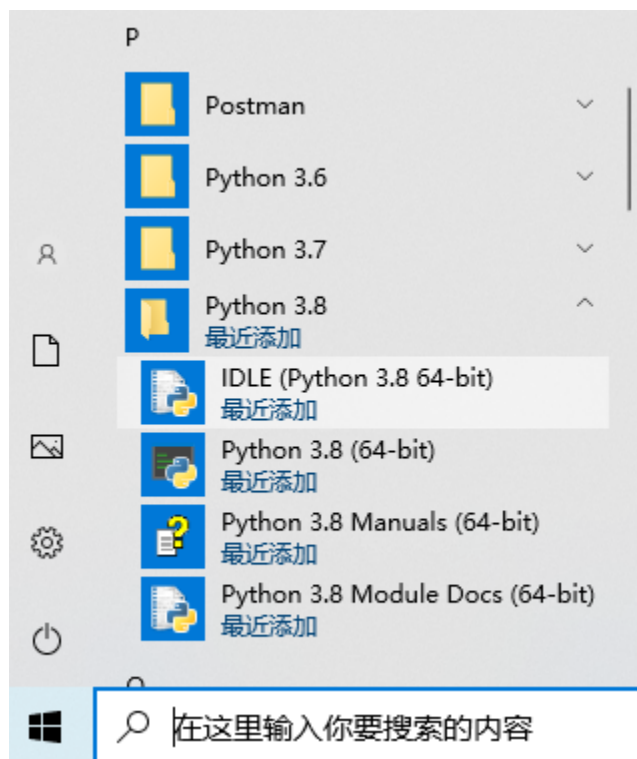 P
Postman
Python 3.6
Python 3.7
Python 3.8
最近添加
IDLE (Python 3.8 64-bit)
最近添加
Python 3.8 (64-bit)
最近添加
Python 3.8 Manuals (64-bit)
最近添加
Python 3.8 Module Docs (64-bit)
最近添加
在这里输入你要搜索的内容